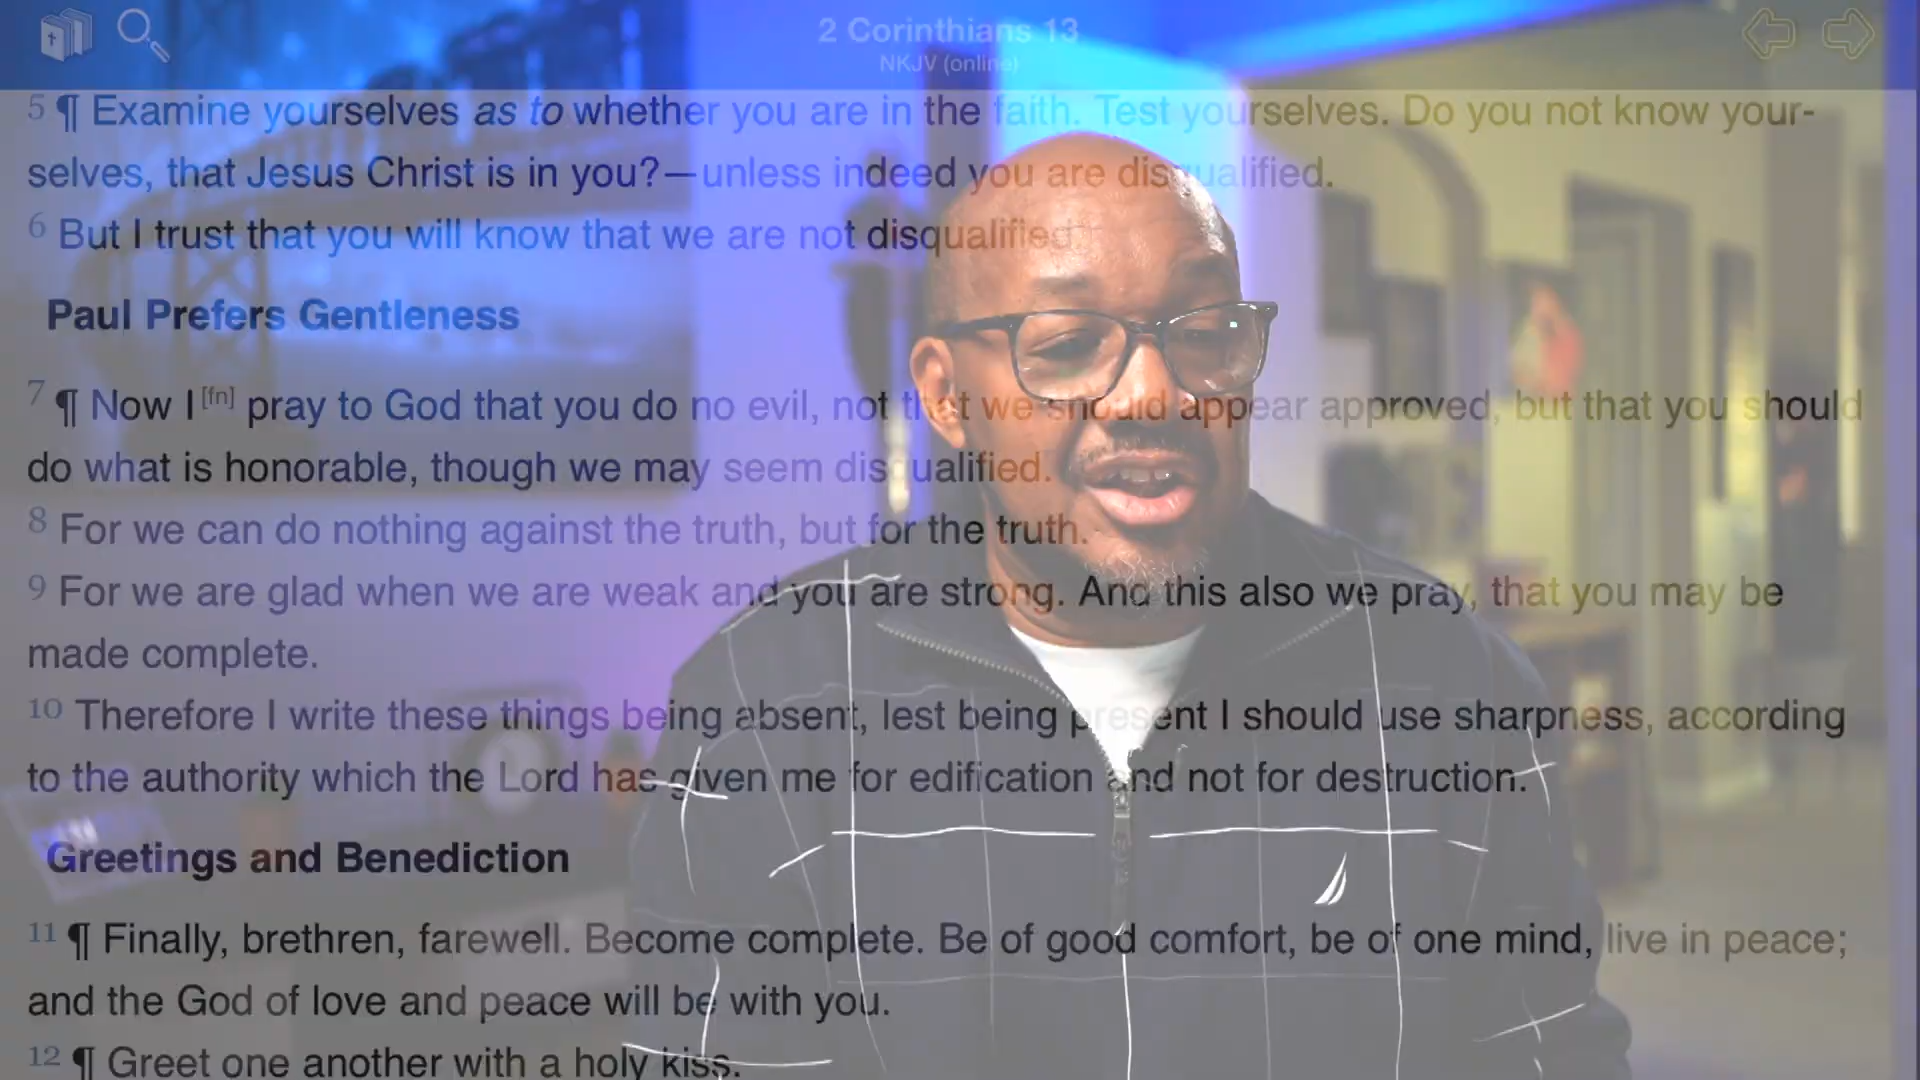 2 Corinthians 13
NKJV (online)
5 ¶ Examine yourselves as to whether you are in the faith. Test yourselves. Do you not know your-
selves, that Jesus Christ is in you?—unless indeed you are disqualified.
6 But I trust that you will know that we are not disqualified.
Paul Prefers Gentleness
7 ¶ Now I [fn] pray to God that you do no evil, not that we should appear approved, but that you should
do what is honorable, though we may seem disqualified.
8 For we can do nothing against the truth, but for the truth.
9 For we are glad when we are weak and you are strong. And this also we pray, that you may be
made complete.
10 Therefore I write these things being absent, lest being present I should use sharpness, according
to the authority which the Lord has given me for edification and not for destruction.
Greetings and Benediction
11 ¶ Finally, brethren, farewell. Become complete. Be of good comfort, be of one mind, live in peace;
and the God of love and peace will be with you.
12 ¶ Greet one another with a holy kiss.